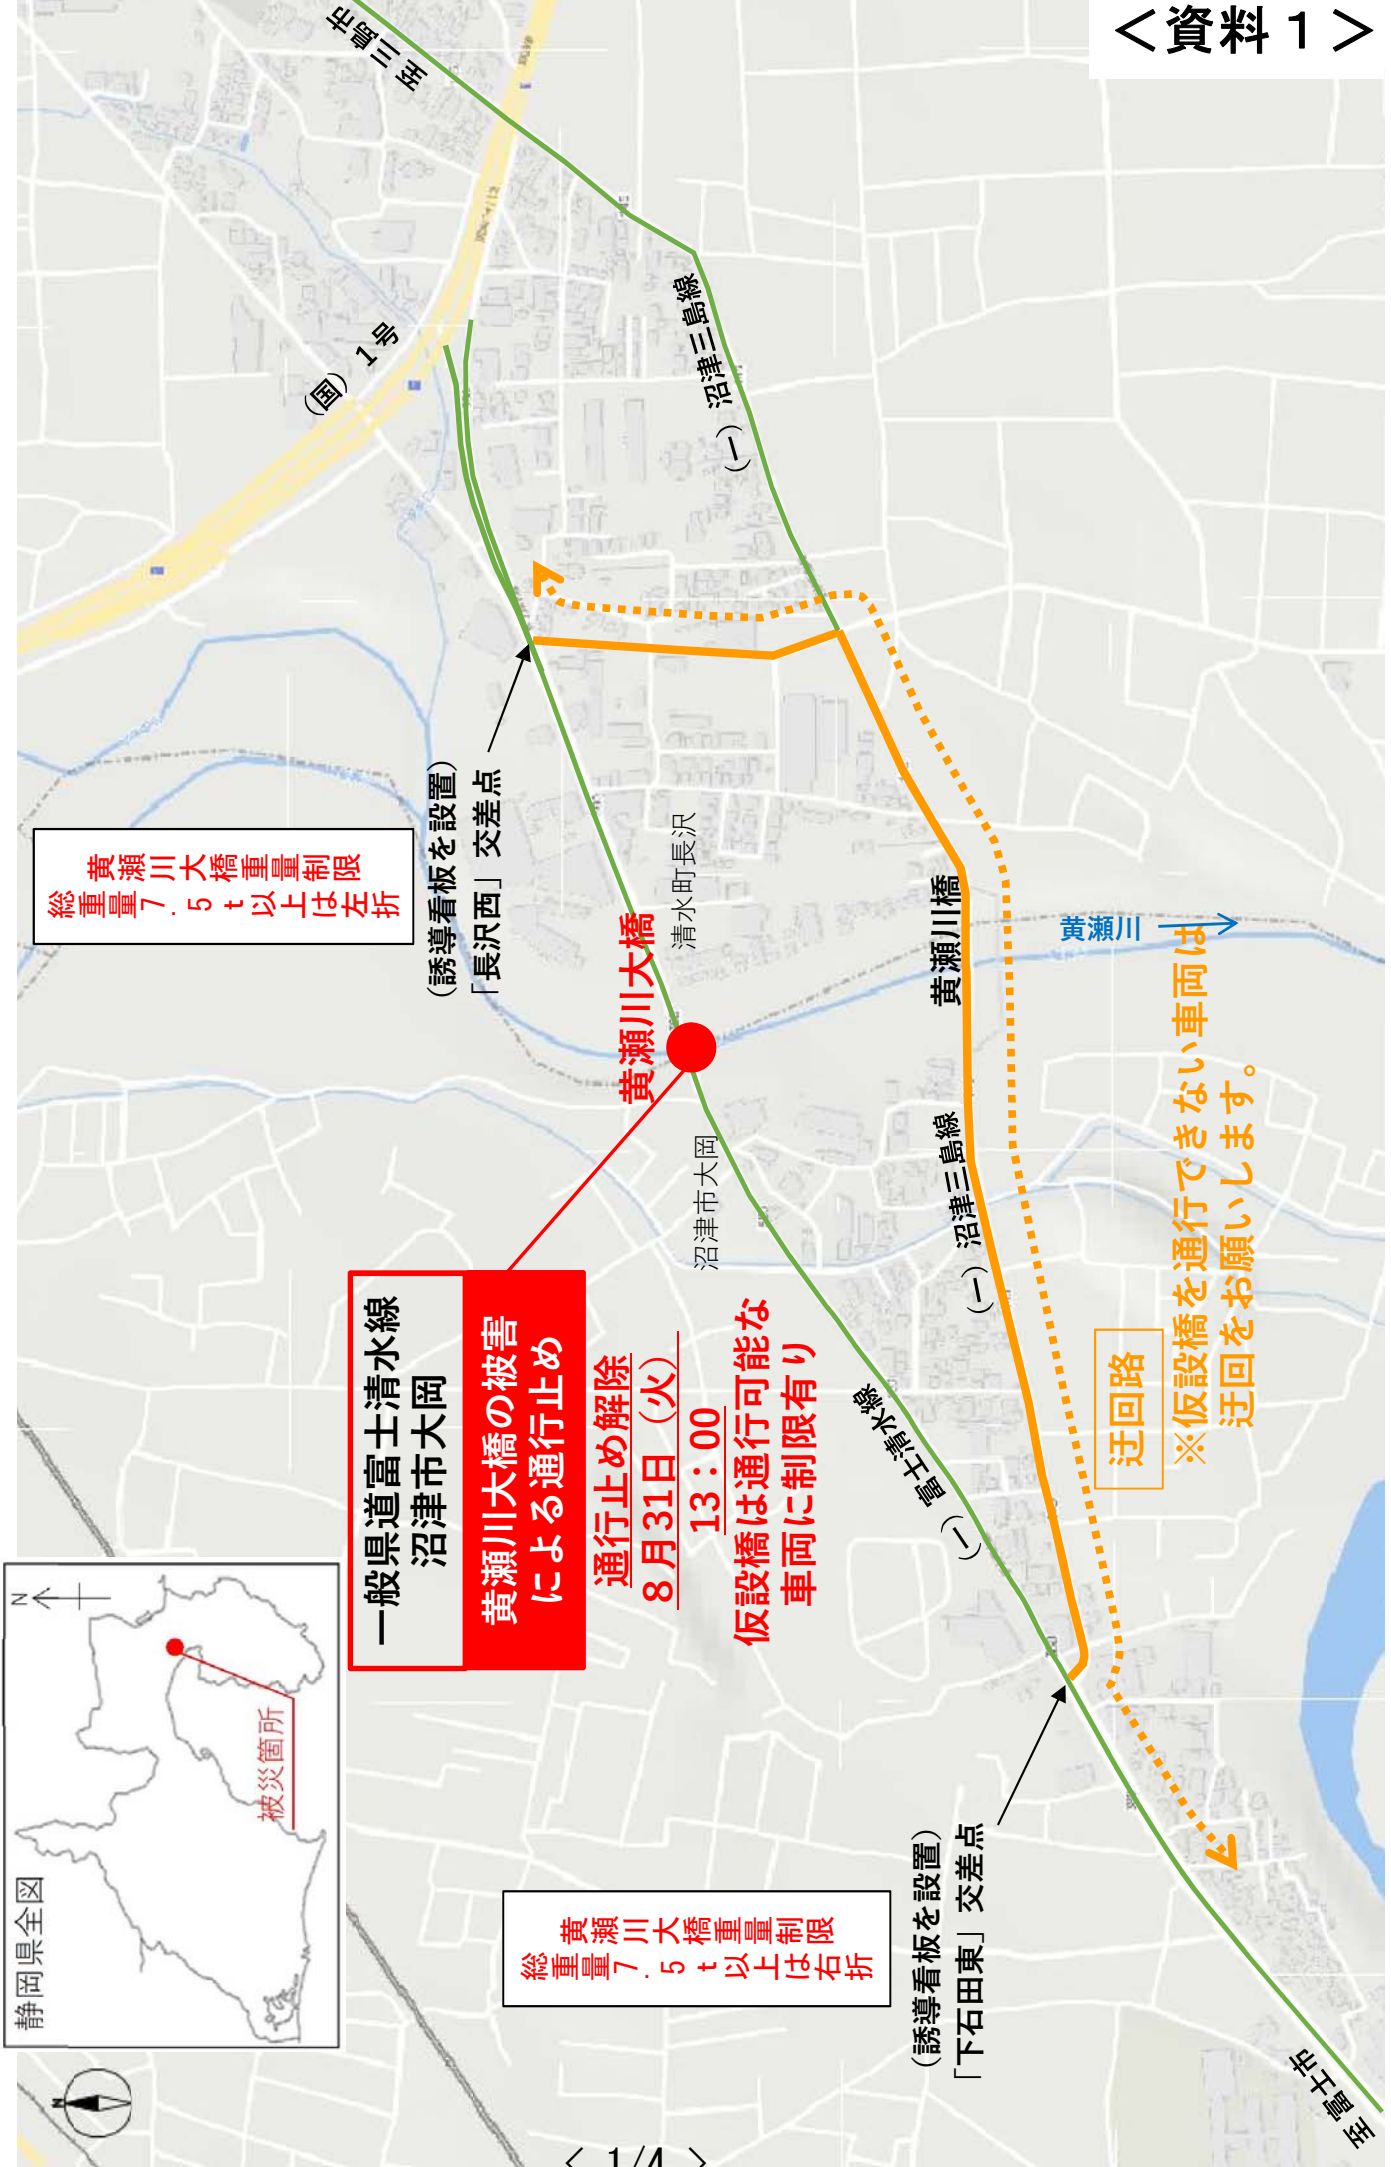 ＜資料１＞
静岡県全図
N
被災箇所
N
一般県道富士清水線
沼津市大岡
黄瀬川大橋の被害
による通行止め
通行止め解除
８月31日（火）
13：00
仮設橋は通行可能な
車両に制限有り
黄瀬川大橋重量制限
総重量７．５ｔ以上は左折
（誘導看板を設置）
「長沢西」交差点
黄瀬川大橋
清水町長沢
沼津市大岡
（国）１号
至 三島市
（一）沼津三島線
黄瀬川橋
黄瀬川
（一）沼津三島線
（一）富士清水線
迂回路
※仮設橋を通行できない車両は
迂回をお願いします。
黄瀬川大橋重量制限
総重量７．５ｔ以上は右折
（誘導看板を設置）
「下石田東」交差点
至 富士市
＜ 1/4 ＞